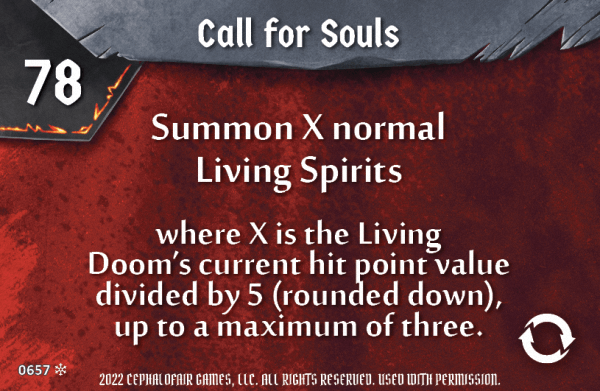 Call for Souls
78
Summon X normal
Living Spirits
where X is the Living
Doom's current hit point value
divided by 5 (rounded down),
up to a maximum of three.
0657
2022 CEPHALOFAIR GAMES, LLC. ALL RIGHTS RESERVED. USED WITH PERMISSION.